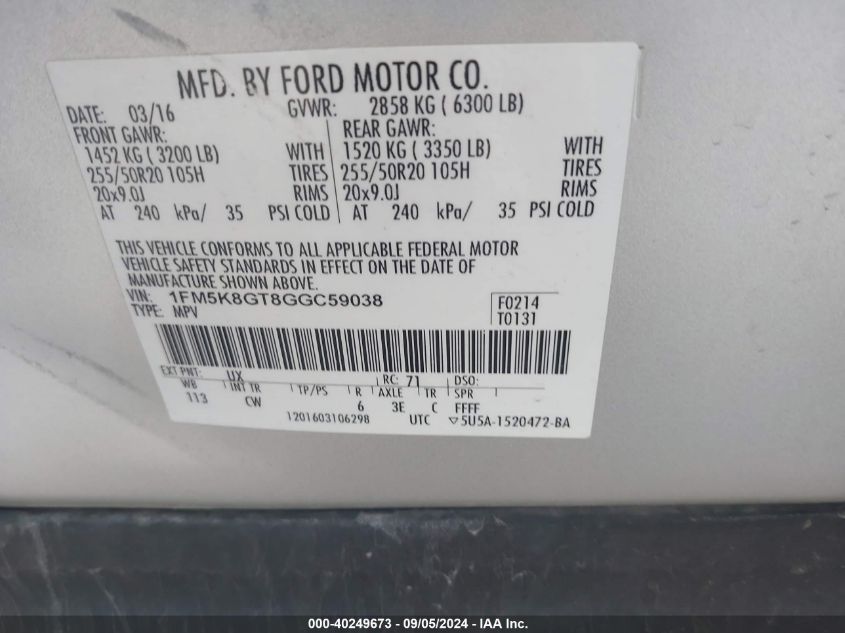 MFD. BY FORD MOTOR CO.
DATE: 03/16 GVWR: 2858 KG ( 6300 LB)
FRONT GAWR: REAR GAWR:
1452 KG ( 3200 LB) WITH 1520 KG ( 3350 LB) WITH
255/50R20 105H TIRES 255/50R20 105H TIRES
20x9.0J RIMS 20x9.0J RIMS
AT 240 kPa/ 35 PSI COLD AT 240 kPa/ 35 PSI COLD
THIS VEHICLE CONFORMS TO ALL APPLICABLE FEDERAL MOTOR
VEHICLE SAFETY STANDARDS IN EFFECT ON THE DATE OF
MANUFACTURE SHOWN ABOVE.
VIN: 1FM5K8GT8GGC59038 F0214
TYPE: MPV T0131
EXT PNT: UX RC: 71 DSO:
WB INT TR TP/PS R AXLE TR SPR
113 CW 6 3E C FFFF
1201603106298 UTC ▽5U5A-1520472-BA
000-40249673 - 09/05/2024 - IAA Inc.